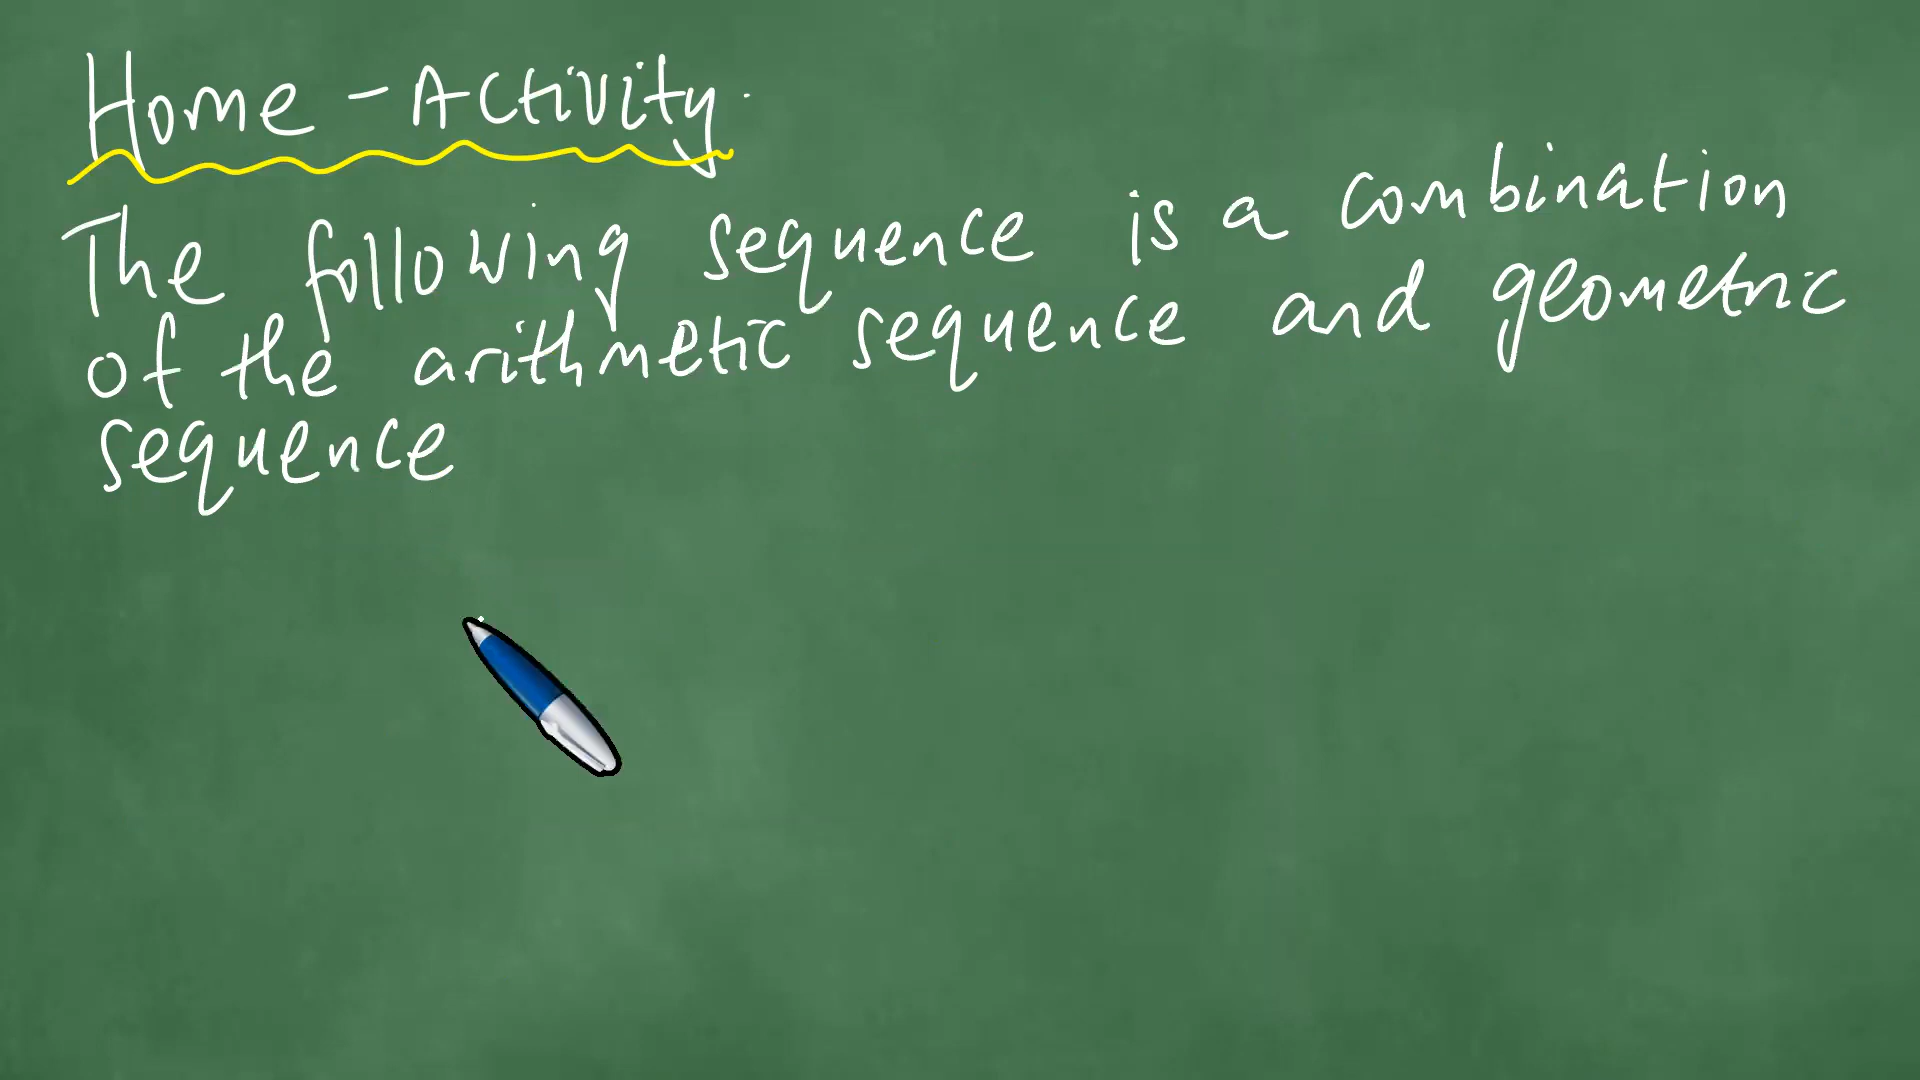 Home - Activity.
The following sequence is a combination
of the arithmetic sequence and geometric
sequence